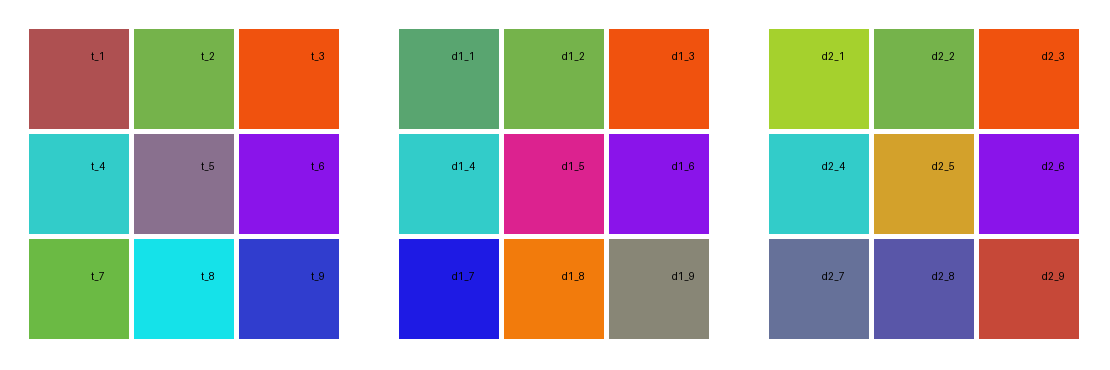 t_1 t_2 t_3 d1_1 d1_2 d1_3 d2_1 d2_2 d2_3
t_4 t_5 t_6 d1_4 d1_5 d1_6 d2_4 d2_5 d2_6
t_7 t_8 t_9 d1_7 d1_8 d1_9 d2_7 d2_8 d2_9